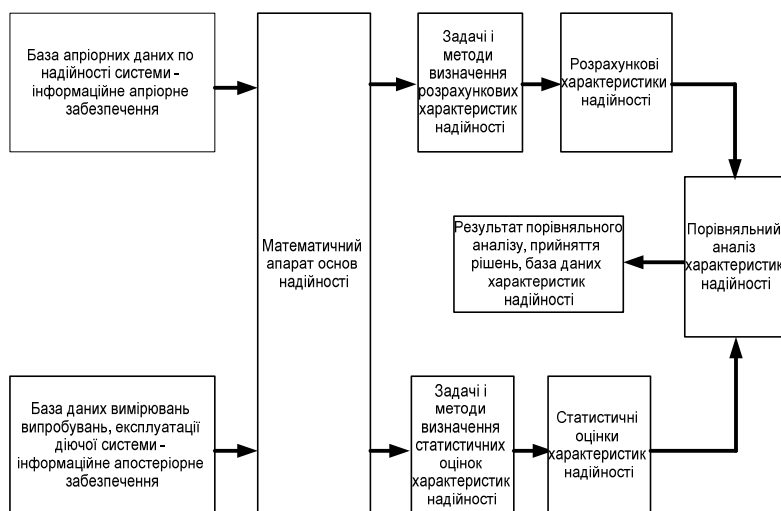 База апріорних даних по
надійності системи -
інформаційне апріорне
забезпечення
Математичний
апарат основ
надійності
Задачі і
методи
визначення
розрахункових
характеристик
надійності
Розрахункові
характеристики
надійності
Порівняльний
аналіз
характеристик
надійності
Результат порівняльного
аналізу, прийняття
рішень, база даних
характеристик
надійності
База даних вимірювань
випробувань, експлуатації
діючої системи -
інформаційне апостеріорне
забезпечення
Задачі і
методи
визначення
статистичних
оцінок
характеристик
надійності
Статистичні
оцінки
характеристик
надійності